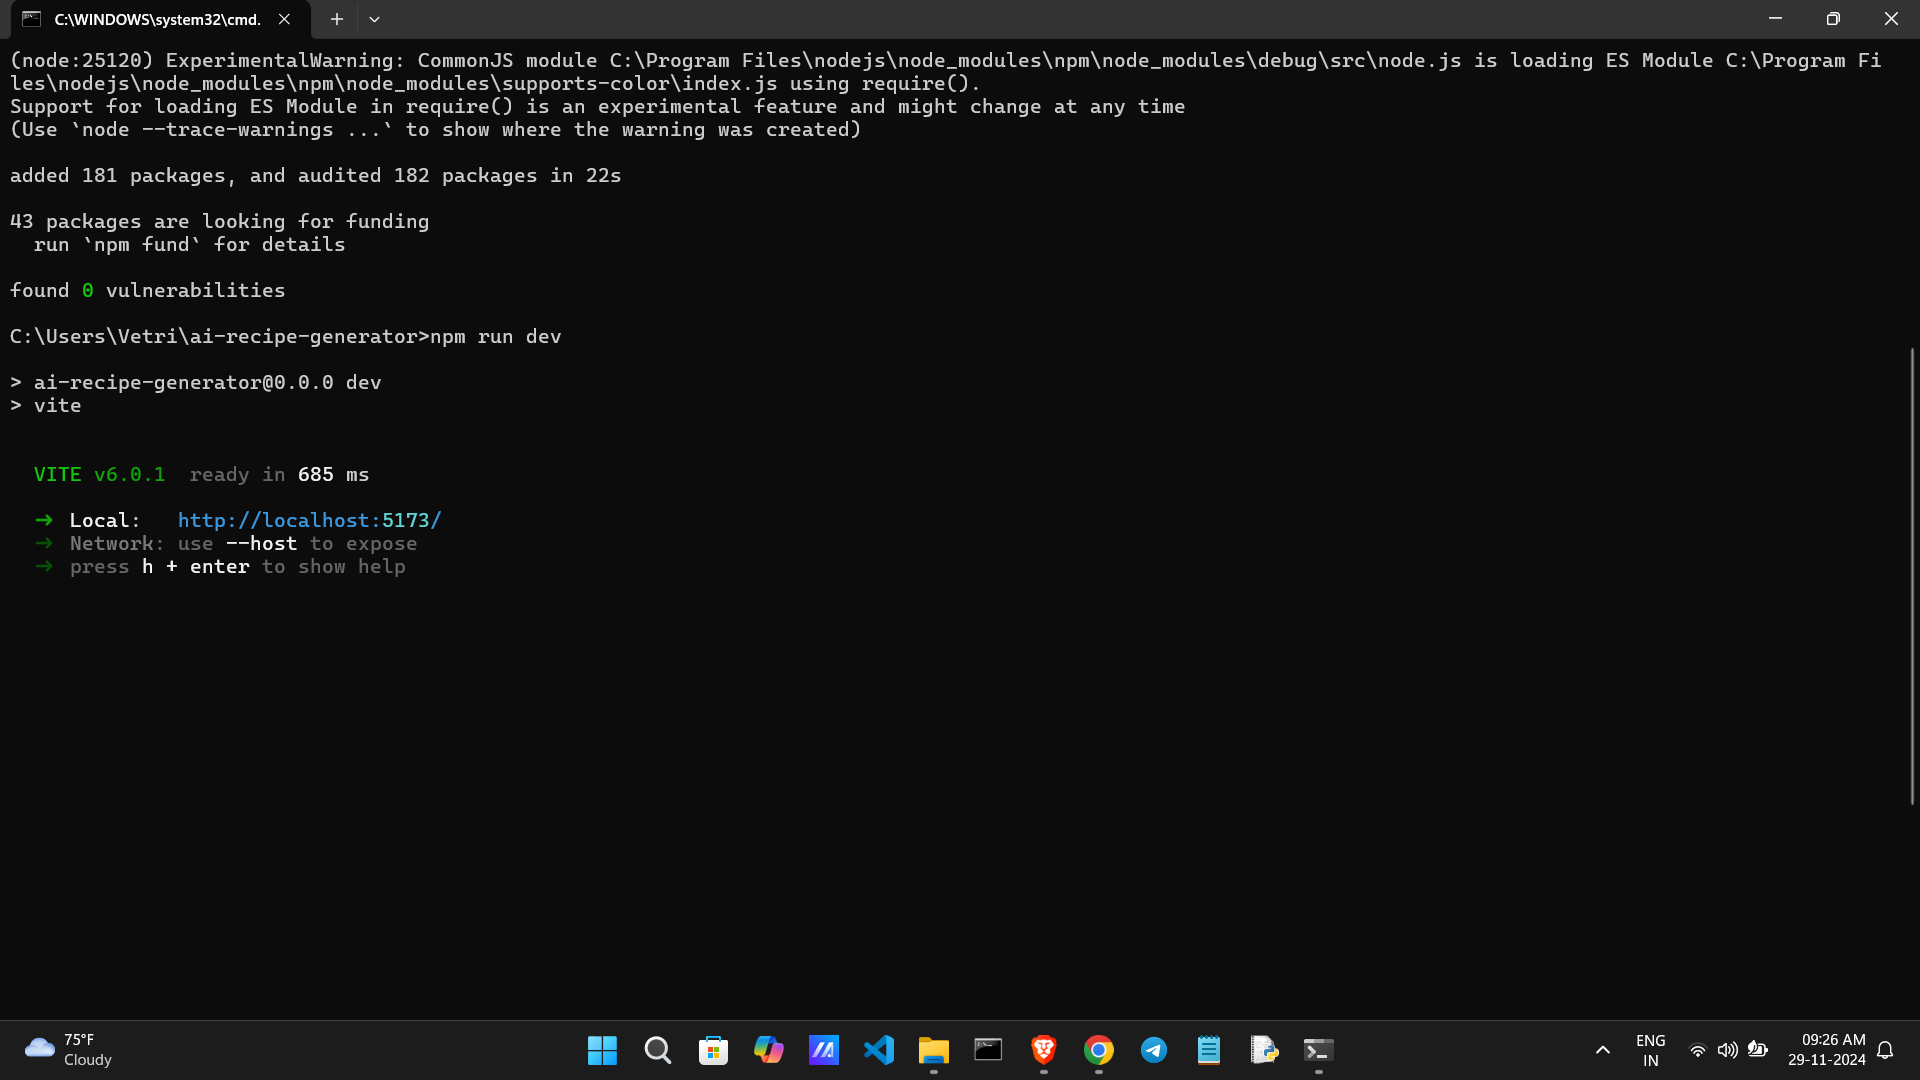 C:\WINDOWS\system32\cmd.
(node:25120) ExperimentalWarning: CommonJS module C:\Program Files\nodejs\node_modules\npm\node_modules\debug\src\node.js is loading ES Module C:\Program Fi
les\nodejs\node_modules\npm\node_modules\supports-color\index.js using require().
Support for loading ES Module in require() is an experimental feature and might change at any time
(Use `node --trace-warnings ...` to show where the warning was created)
added 181 packages, and audited 182 packages in 22s
43 packages are looking for funding
run `npm fund` for details
found 0 vulnerabilities
C:\Users\Vetri\ai-recipe-generator>npm run dev
> ai-recipe-generator@0.0.0 dev
> vite
VITE v6.0.1 ready in 685 ms
➜ Local: http://localhost:5173/
➜ Network: use --host to expose
➜ press h + enter to show help
75°F
Cloudy
ENG
IN
09:26 AM
29-11-2024